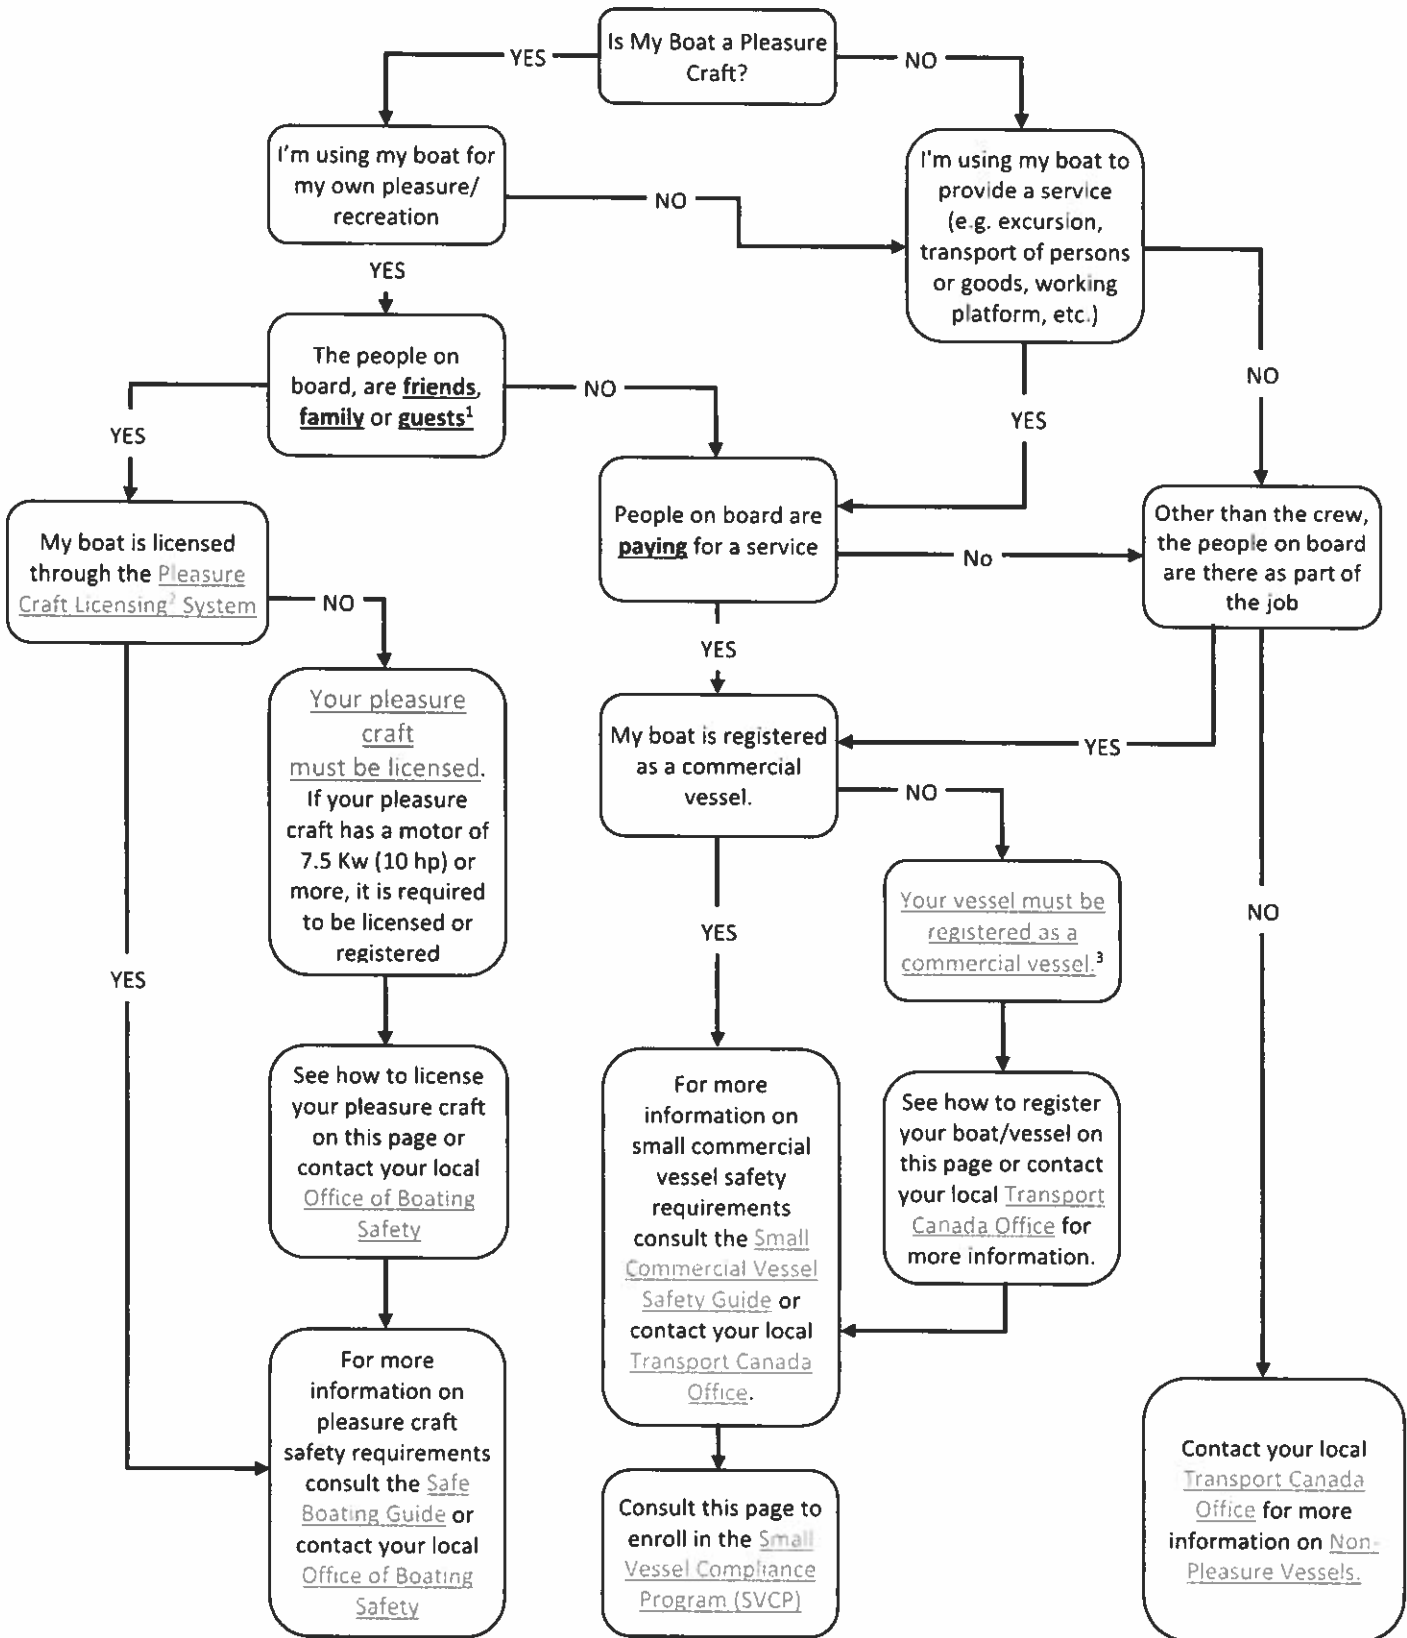 Is My Boat a Pleasure
Craft?
YES
NO
I'm using my boat for
my own pleasure/
recreation
NO
I'm using my boat to
provide a service
(e.g. excursion,
transport of persons
or goods, working
platform, etc.)
YES
The people on
board, are friends,
family or guests¹
NO
YES
YES
NO
People on board are
paying for a service
No
Other than the crew,
the people on board
are there as part of
the job
My boat is licensed
through the Pleasure
Craft Licensing² System
NO
YES
My boat is registered
as a commercial
vessel.
YES
NO
Your pleasure
craft
must be licensed.
If your pleasure
craft has a motor of
7.5 Kw (10 hp) or
more, it is required
to be licensed or
registered
YES
YES
Your vessel must be
registered as a
commercial vessel.³
NO
See how to license
your pleasure craft
on this page or
contact your local
Office of Boating
Safety
For more
information on
small commercial
vessel safety
requirements
consult the Small
Commercial Vessel
Safety Guide or
contact your local
Transport Canada
Office.
See how to register
your boat/vessel on
this page or contact
your local Transport
Canada Office for
more information.
For more
information on
pleasure craft
safety requirements
consult the Safe
Boating Guide or
contact your local
Office of Boating
Safety
Consult this page to
enroll in the Small
Vessel Compliance
Program (SVCP)
Contact your local
Transport Canada
Office for more
information on Non-
Pleasure Vessels.